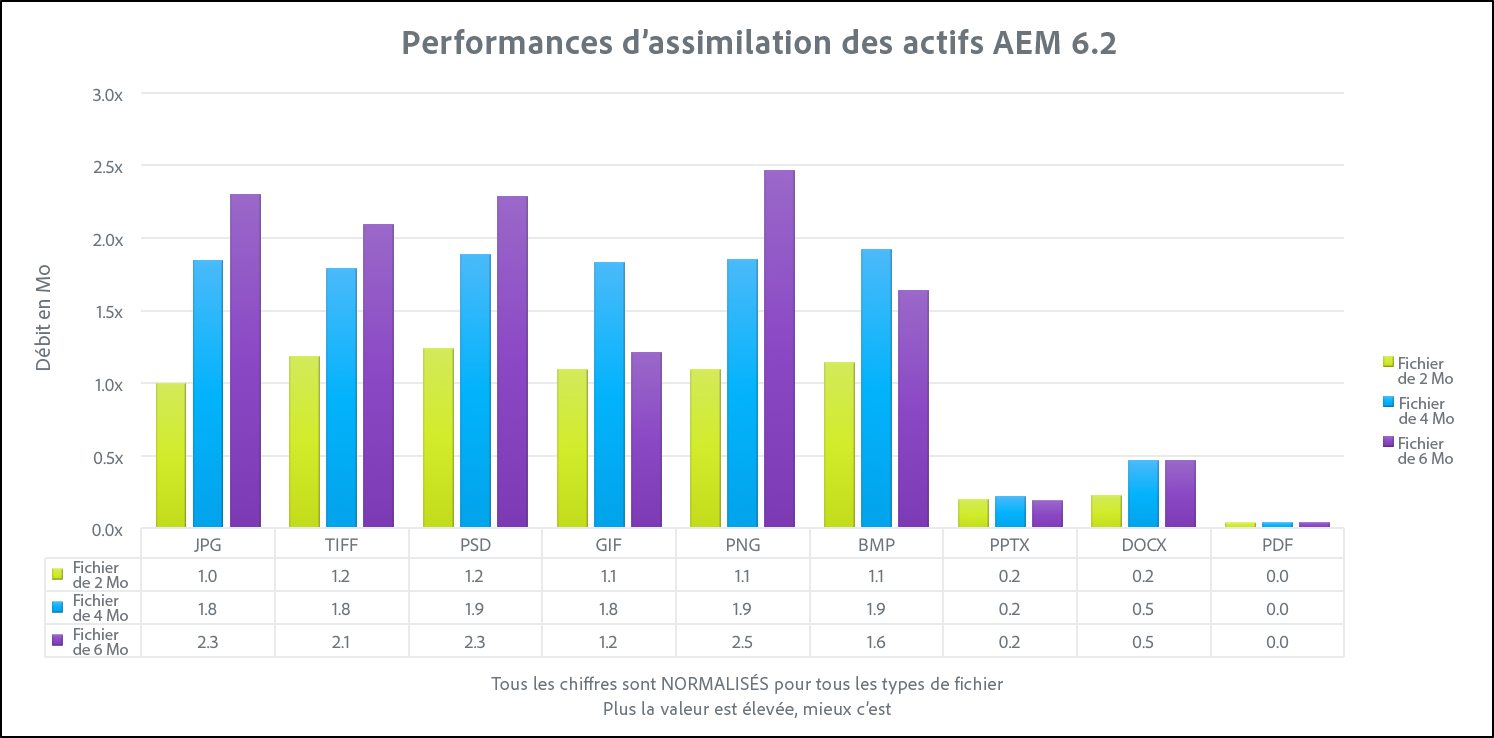 Performances d’assimilation des actifs AEM 6.2
3.0x
2.5x
2.0x
1.5x
1.0x
0.5x
0.0x
Débit en Mo
Fichier
de 2 Mo
Fichier
de 4 Mo
Fichier
de 6 Mo
JPG TIFF PSD GIF PNG BMP PPTX DOCX PDF
Fichier
de 2 Mo
1.0 1.2 1.2 1.1 1.1 1.1 0.2 0.2 0.0
Fichier
de 4 Mo
1.8 1.8 1.9 1.8 1.9 1.9 0.2 0.5 0.0
Fichier
de 6 Mo
2.3 2.1 2.3 1.2 2.5 1.6 0.2 0.5 0.0
Tous les chiffres sont NORMALISÉS pour tous les types de fichier
Plus la valeur est élevée, mieux c’est